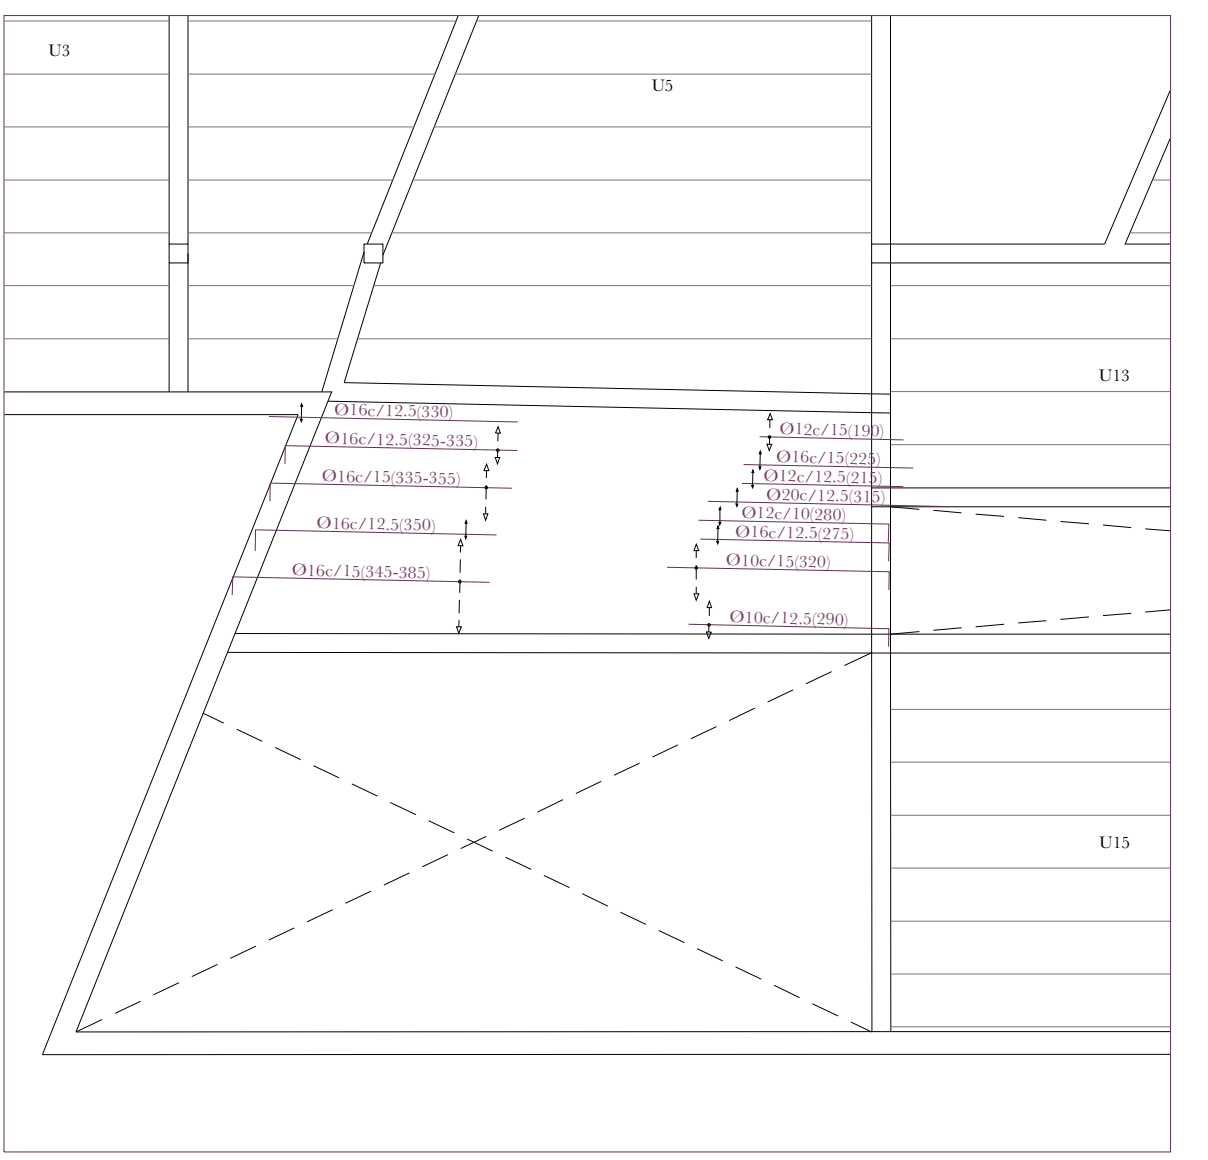 U3
U5
U13
Ø16c/12.5(330)
Ø16c/12.5(325-335)
Ø16c/15(335-355)
Ø16c/12.5(350)
Ø16c/15(345-385)
Ø12c/15(190)
Ø16c/15(225)
Ø12c/12.5(215)
Ø20c/12.5(315)
Ø12c/10(280)
Ø16c/12.5(275)
Ø10c/15(320)
Ø10c/12.5(290)
U15